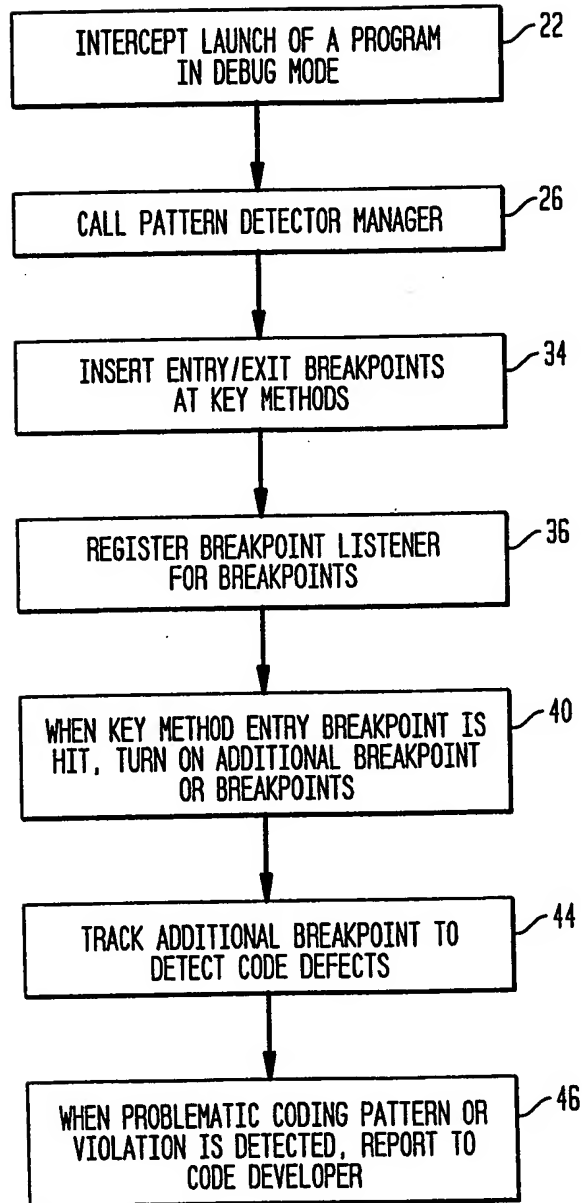 INTERCEPT LAUNCH OF A PROGRAM
IN DEBUG MODE
22
CALL PATTERN DETECTOR MANAGER
26
INSERT ENTRY/EXIT BREAKPOINTS
AT KEY METHODS
34
REGISTER BREAKPOINT LISTENER
FOR BREAKPOINTS
36
WHEN KEY METHOD ENTRY BREAKPOINT IS
HIT, TURN ON ADDITIONAL BREAKPOINT
OR BREAKPOINTS
40
TRACK ADDITIONAL BREAKPOINT TO
DETECT CODE DEFECTS
44
WHEN PROBLEMATIC CODING PATTERN OR
VIOLATION IS DETECTED, REPORT TO
CODE DEVELOPER
46